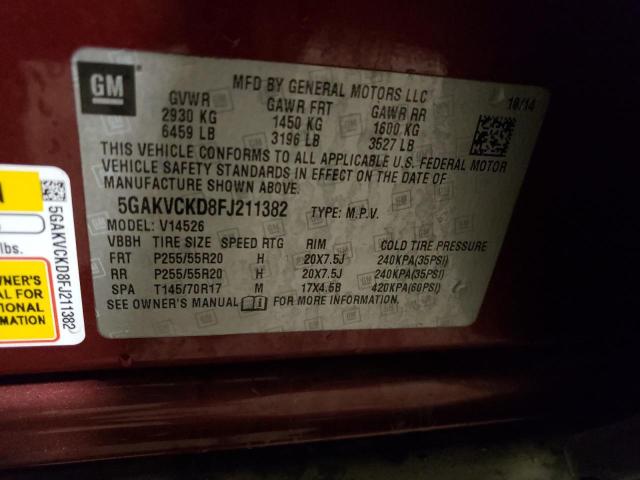 GM
MFD BY GENERAL MOTORS LLC
10/14
GVWR GAWR FRT GAWR RR
2930 KG 1450 KG 1600 KG
6459 LB 3196 LB 3527 LB
THIS VEHICLE CONFORMS TO ALL APPLICABLE U.S. FEDERAL MOTOR
VEHICLE SAFETY STANDARDS IN EFFECT ON THE DATE OF
MANUFACTURE SHOWN ABOVE.
5GAKVCKD8FJ211382 TYPE: M.P.V.
MODEL: V14526
VBBH TIRE SIZE SPEED RTG RIM COLD TIRE PRESSURE
FRT P255/55R20 H 20X7.5J 240KPA(35PSI)
RR P255/55R20 H 20X7.5J 240KPA(35PSI)
SPA T145/70R17 M 17X4.5B 420KPA(60PSI)
SEE OWNER'S MANUAL FOR MORE INFORMATION
lbs.
OWNER'S
FOR
5GAKVCKD8FJ211382